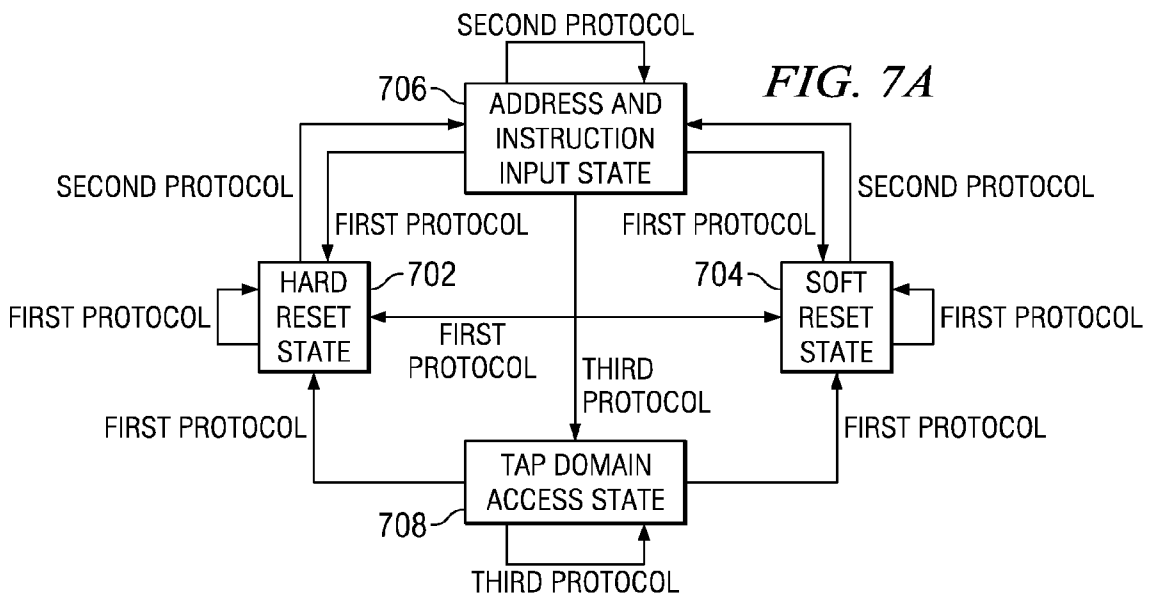 SECOND PROTOCOL
FIG. 7A
706
ADDRESS AND
INSTRUCTION
INPUT STATE
SECOND PROTOCOL
SECOND PROTOCOL
FIRST PROTOCOL
FIRST PROTOCOL
702
704
HARD
RESET
STATE
SOFT
RESET
STATE
FIRST PROTOCOL
FIRST PROTOCOL
FIRST
PROTOCOL
THIRD
PROTOCOL
FIRST PROTOCOL
FIRST PROTOCOL
TAP DOMAIN
ACCESS STATE
708
THIRD PROTOCOL